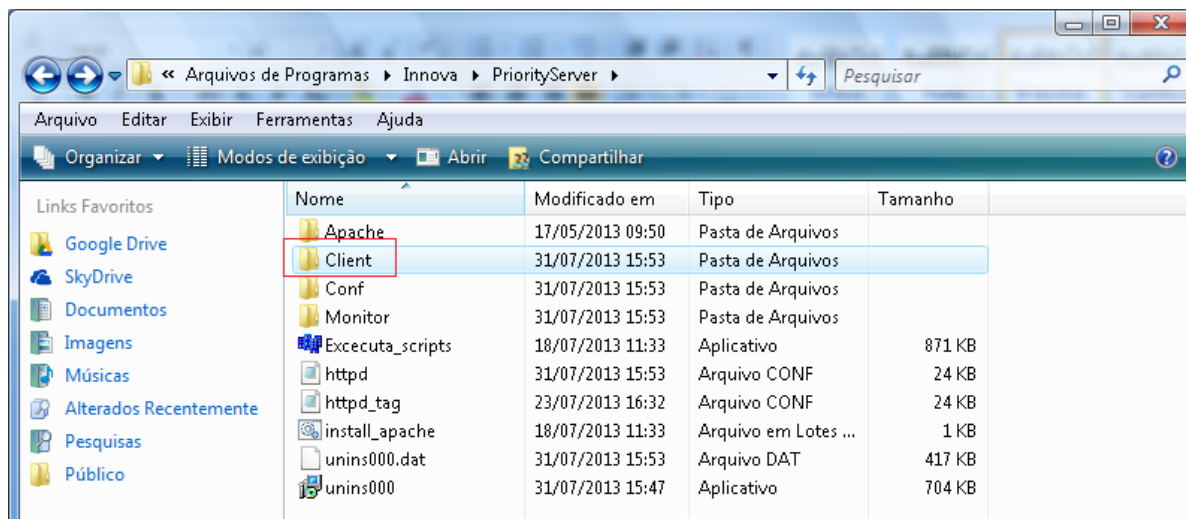 « Arquivos de Programas Innova PriorityServer Pesquisar
Arquivo Editar Exibir Ferramentas Ajuda
Organizar Modos de exibição Abrir Compartilhar
Links Favoritos
Google Drive
SkyDrive
Documentos
Imagens
Músicas
Alterados Recentemente
Pesquisas
Público
Nome Modificado em Tipo Tamanho
Apache 17/05/2013 09:50 Pasta de Arquivos
Client 31/07/2013 15:53 Pasta de Arquivos
Conf 31/07/2013 15:53 Pasta de Arquivos
Monitor 31/07/2013 15:53 Pasta de Arquivos
Excecuta_scripts 18/07/2013 11:33 Aplicativo 871 KB
httpd 31/07/2013 15:53 Arquivo CONF 24 KB
httpd_tag 23/07/2013 16:32 Arquivo CONF 24 KB
install_apache 18/07/2013 11:33 Arquivo em Lotes ... 1 KB
unins000.dat 31/07/2013 15:53 Arquivo DAT 417 KB
unins000 31/07/2013 15:47 Aplicativo 704 KB